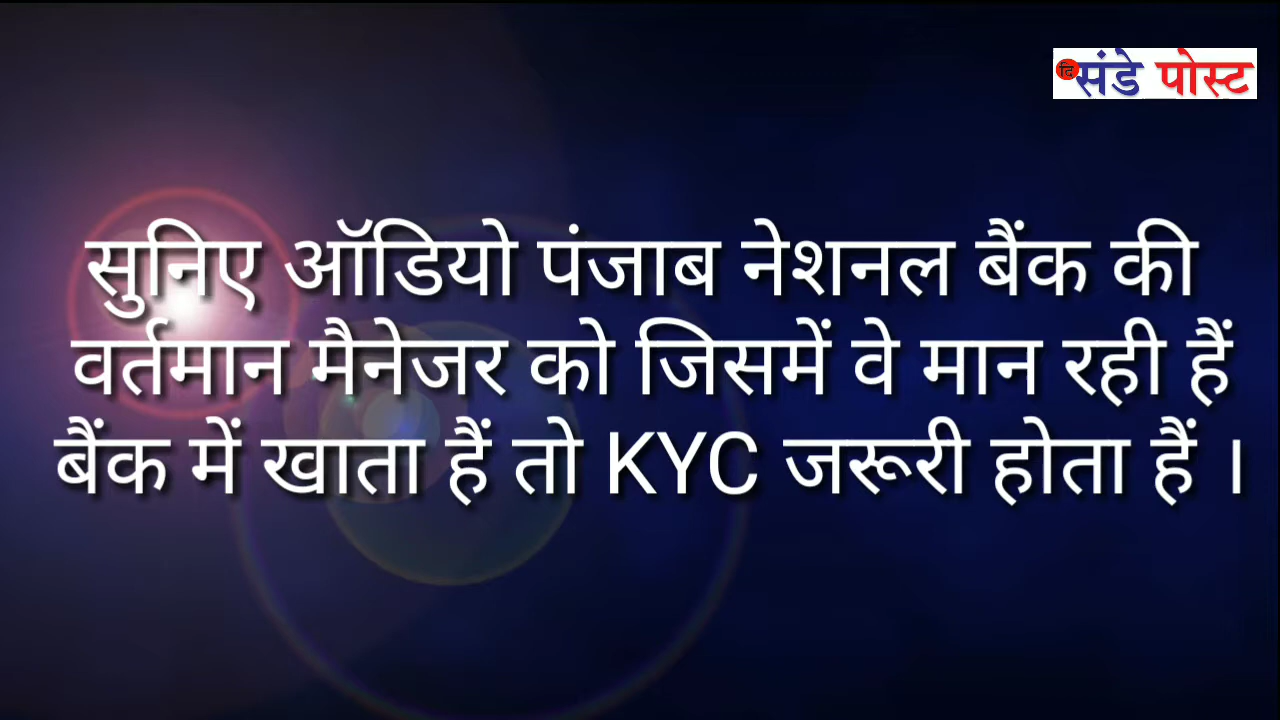 दि संडे पोस्ट
सुनिए ऑडियो पंजाब नेशनल बैंक की
वर्तमान मैनेजर को जिसमें वे मान रही हैं
बैंक में खाता हैं तो KYC जरूरी होता हैं ।